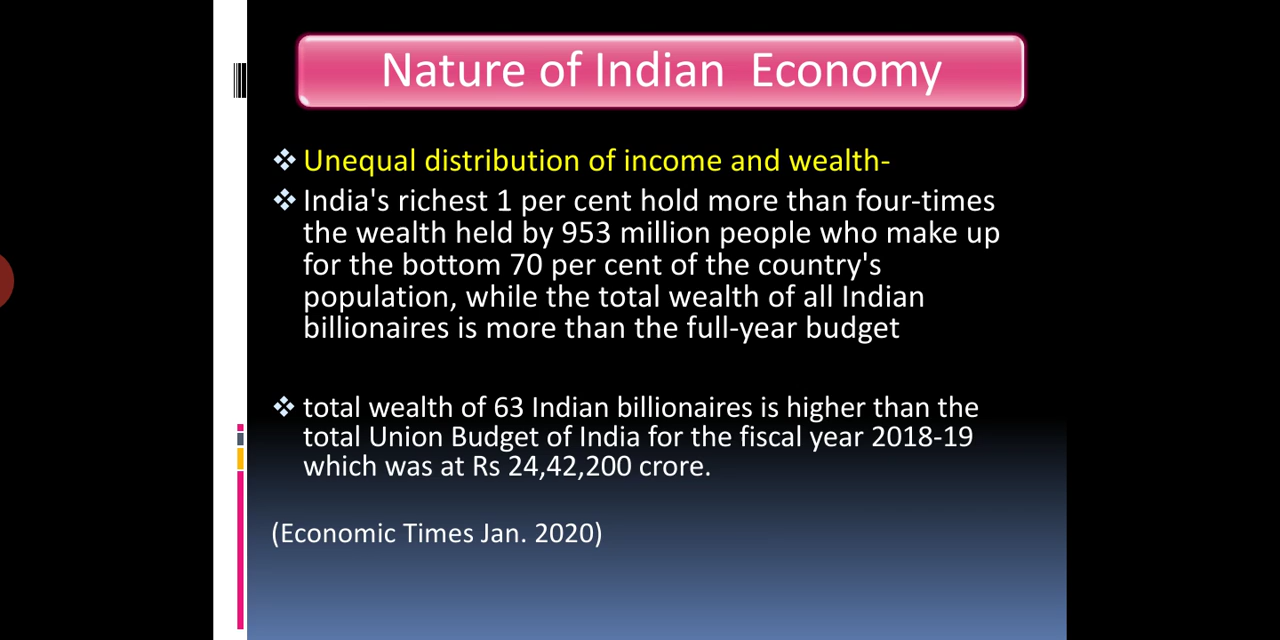 Nature of Indian Economy
❖ Unequal distribution of income and wealth-
❖ India's richest 1 per cent hold more than four-times
the wealth held by 953 million people who make up
for the bottom 70 per cent of the country's
population, while the total wealth of all Indian
billionaires is more than the full-year budget
❖ total wealth of 63 Indian billionaires is higher than the
total Union Budget of India for the fiscal year 2018-19
which was at Rs 24,42,200 crore.
(Economic Times Jan. 2020)